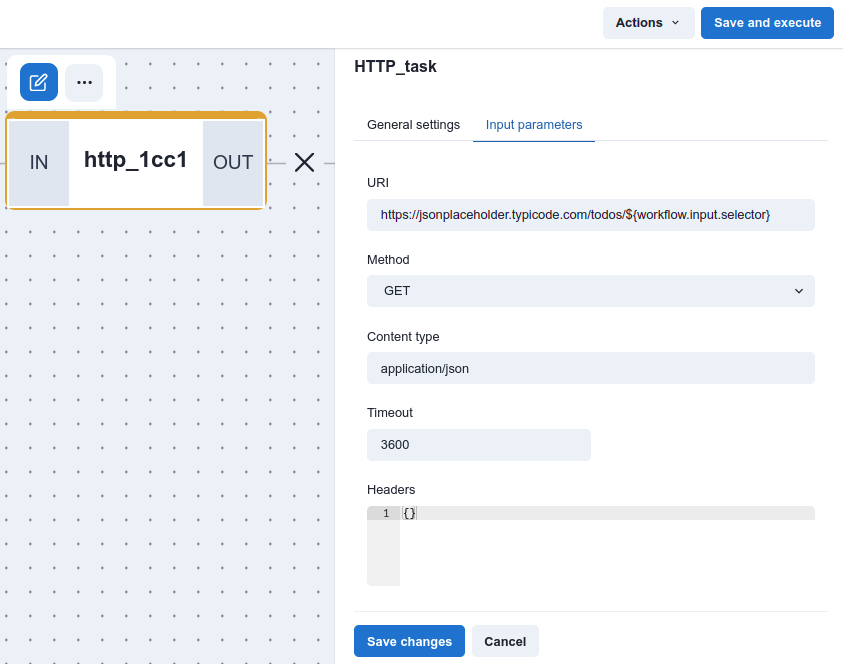 Actions
Save and execute
HTTP_task
General settings
Input parameters
IN
http_1cc1
OUT
URI
https://jsonplaceholder.typicode.com/todos/${workflow.input.selector}
Method
GET
Content type
application/json
Timeout
3600
Headers
1 {}
Save changes
Cancel